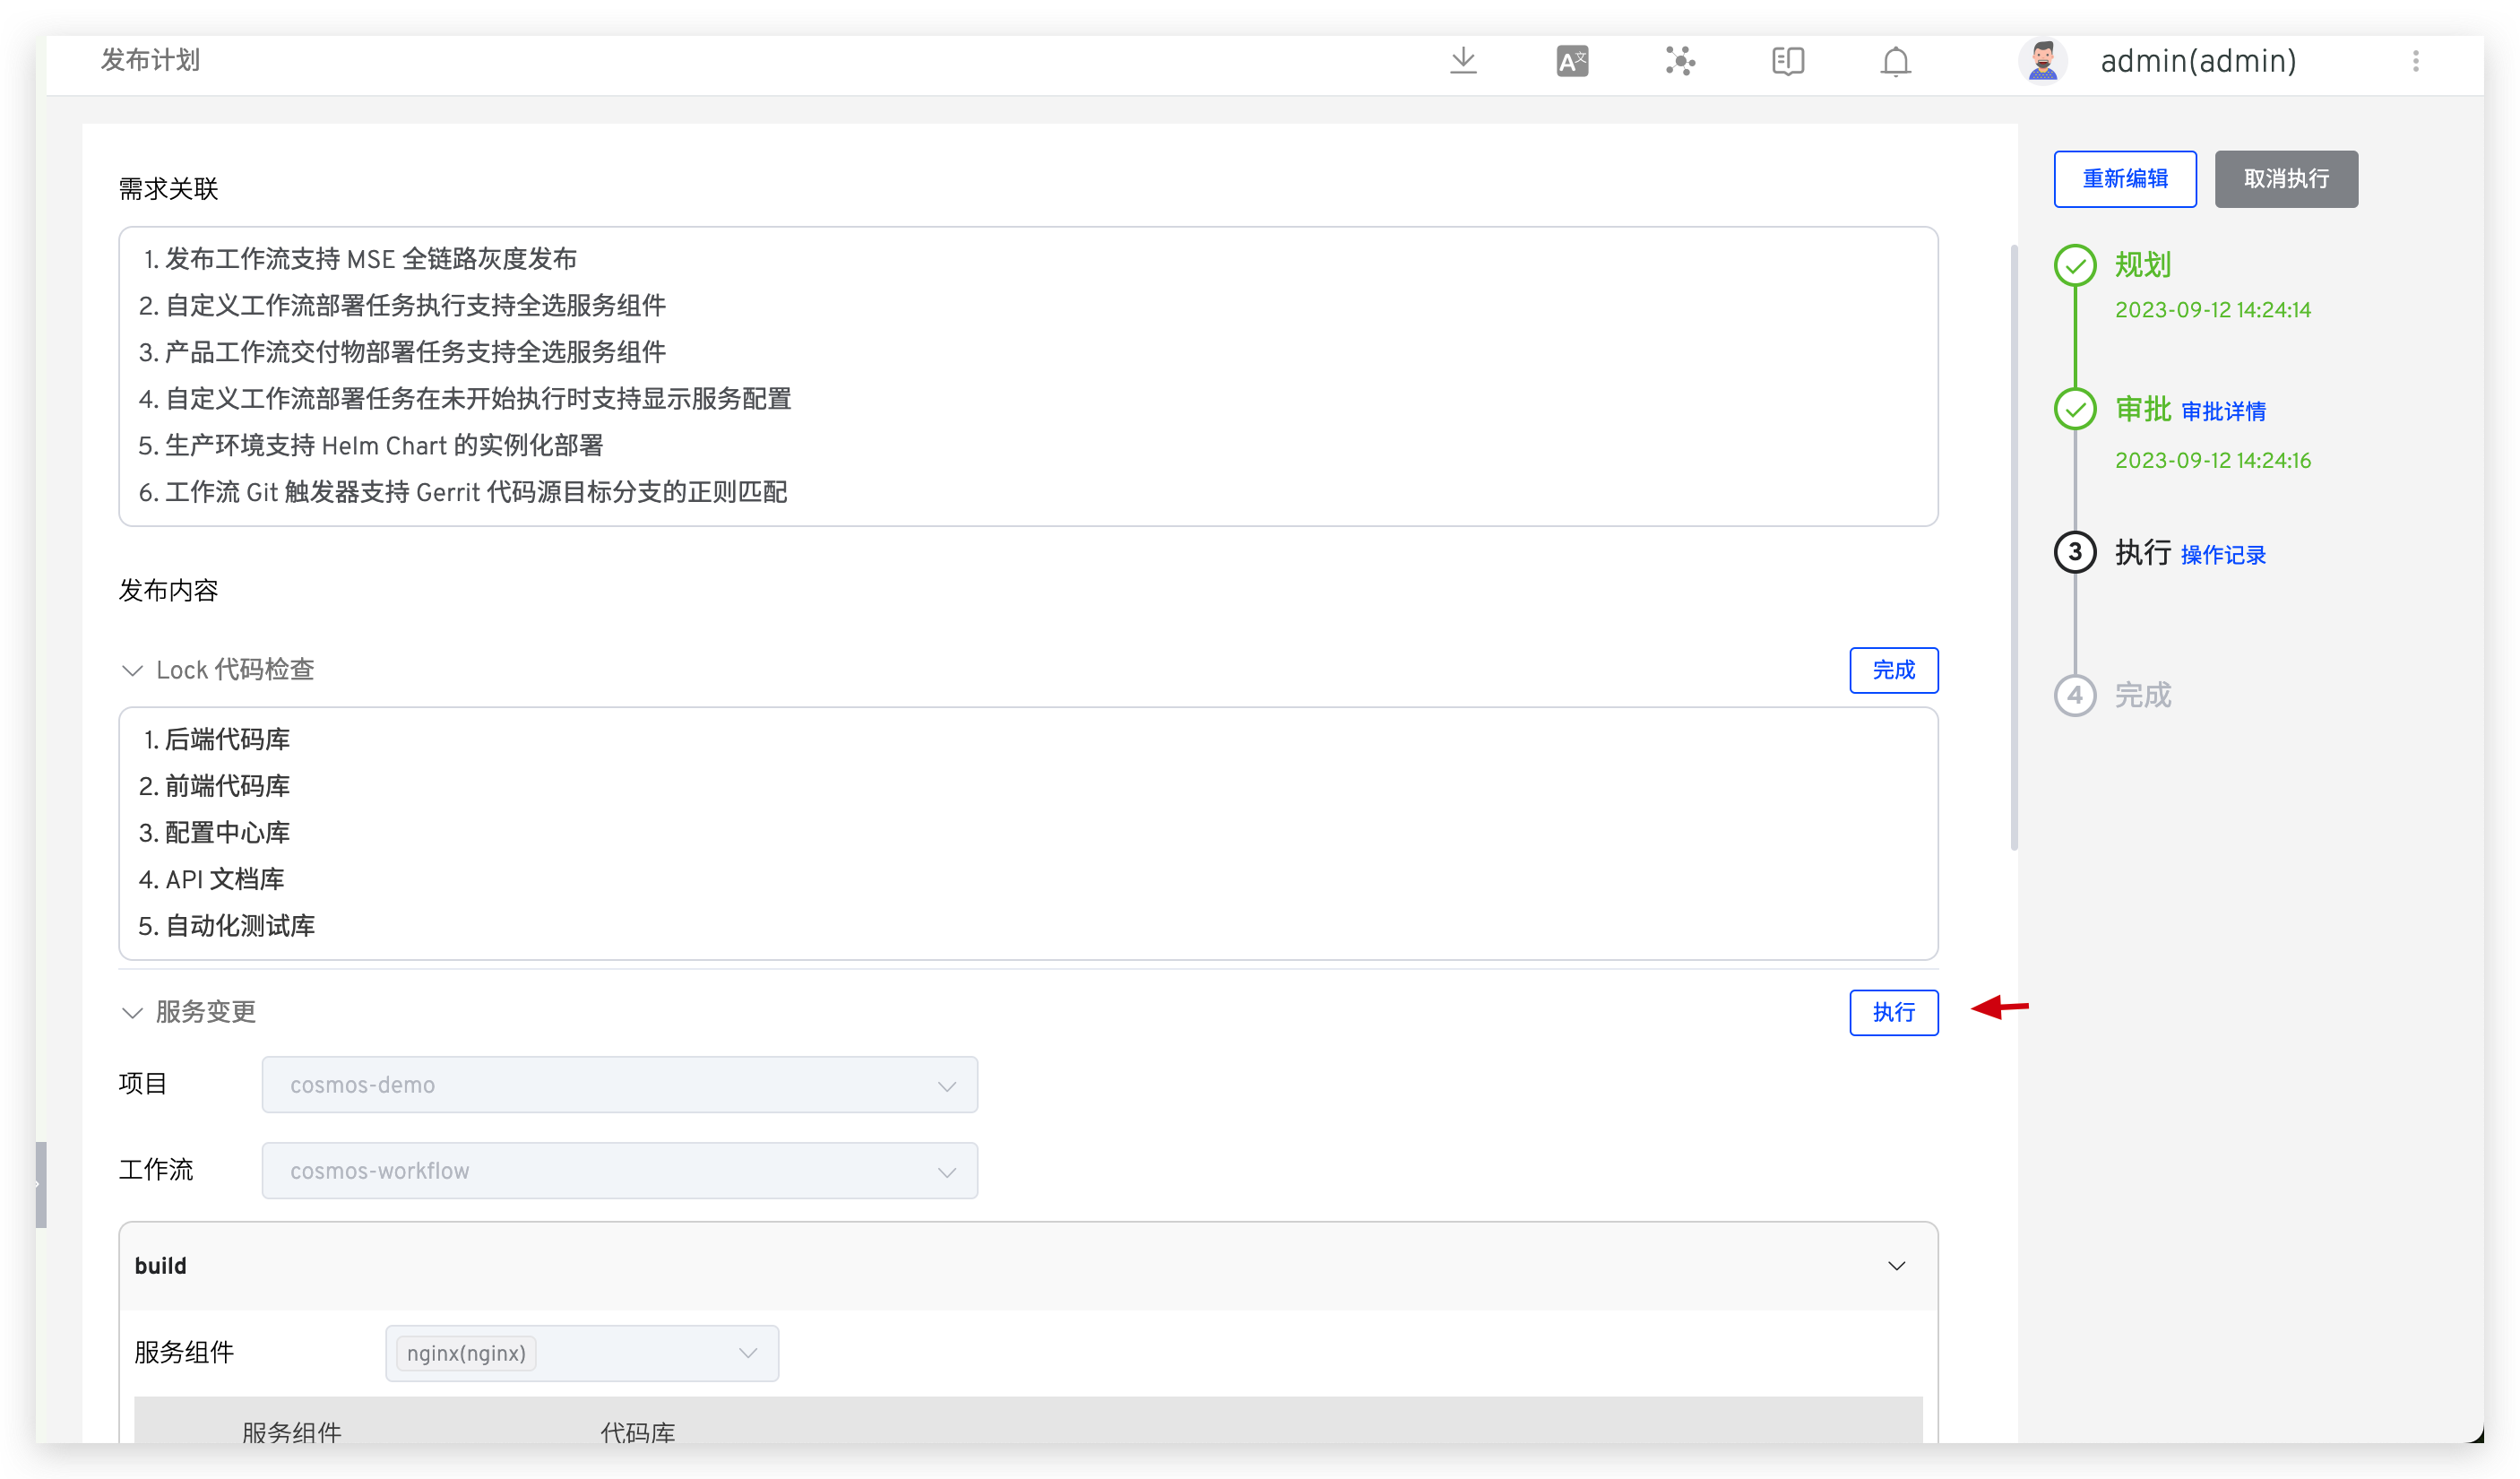 发布计划
A文
admin(admin)
需求关联
1. 发布工作流支持 MSE 全链路灰度发布
2. 自定义工作流部署任务执行支持全选服务组件
3. 产品工作流交付物部署任务支持全选服务组件
4. 自定义工作流部署任务在未开始执行时支持显示服务配置
5. 生产环境支持 Helm Chart 的实例化部署
6. 工作流 Git 触发器支持 Gerrit 代码源目标分支的正则匹配
发布内容
Lock 代码检查 完成
1. 后端代码库
2. 前端代码库
3. 配置中心库
4. API 文档库
5. 自动化测试库
服务变更 执行
项目 cosmos-demo
工作流 cosmos-workflow
build
服务组件 nginx(nginx)
服务组件 代码库
重新编辑 取消执行
规划
2023-09-12 14:24:14
审批 审批详情
2023-09-12 14:24:16
3 执行 操作记录
4 完成